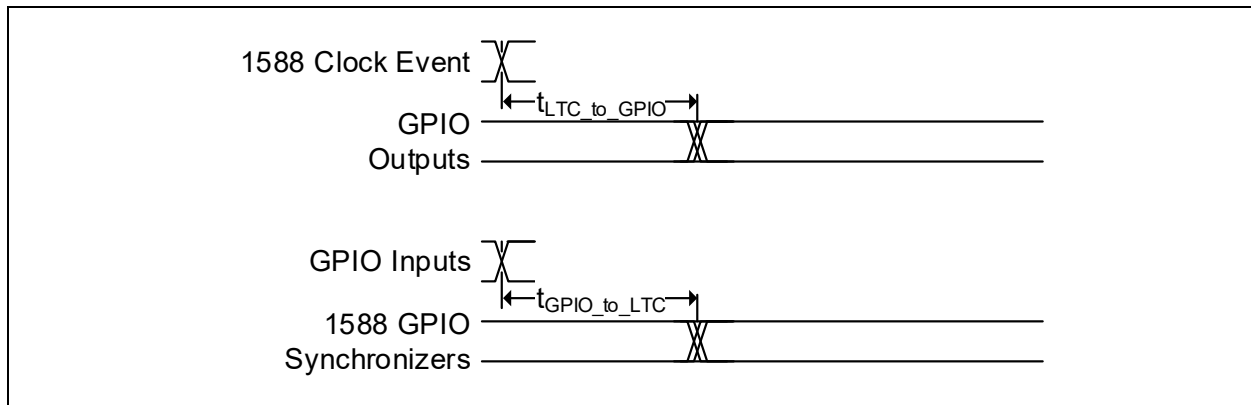 1588 Clock Event
tLTC_to_GPIO
GPIO
Outputs
GPIO Inputs
tGPIO_to_LTC
1588 GPIO
Synchronizers